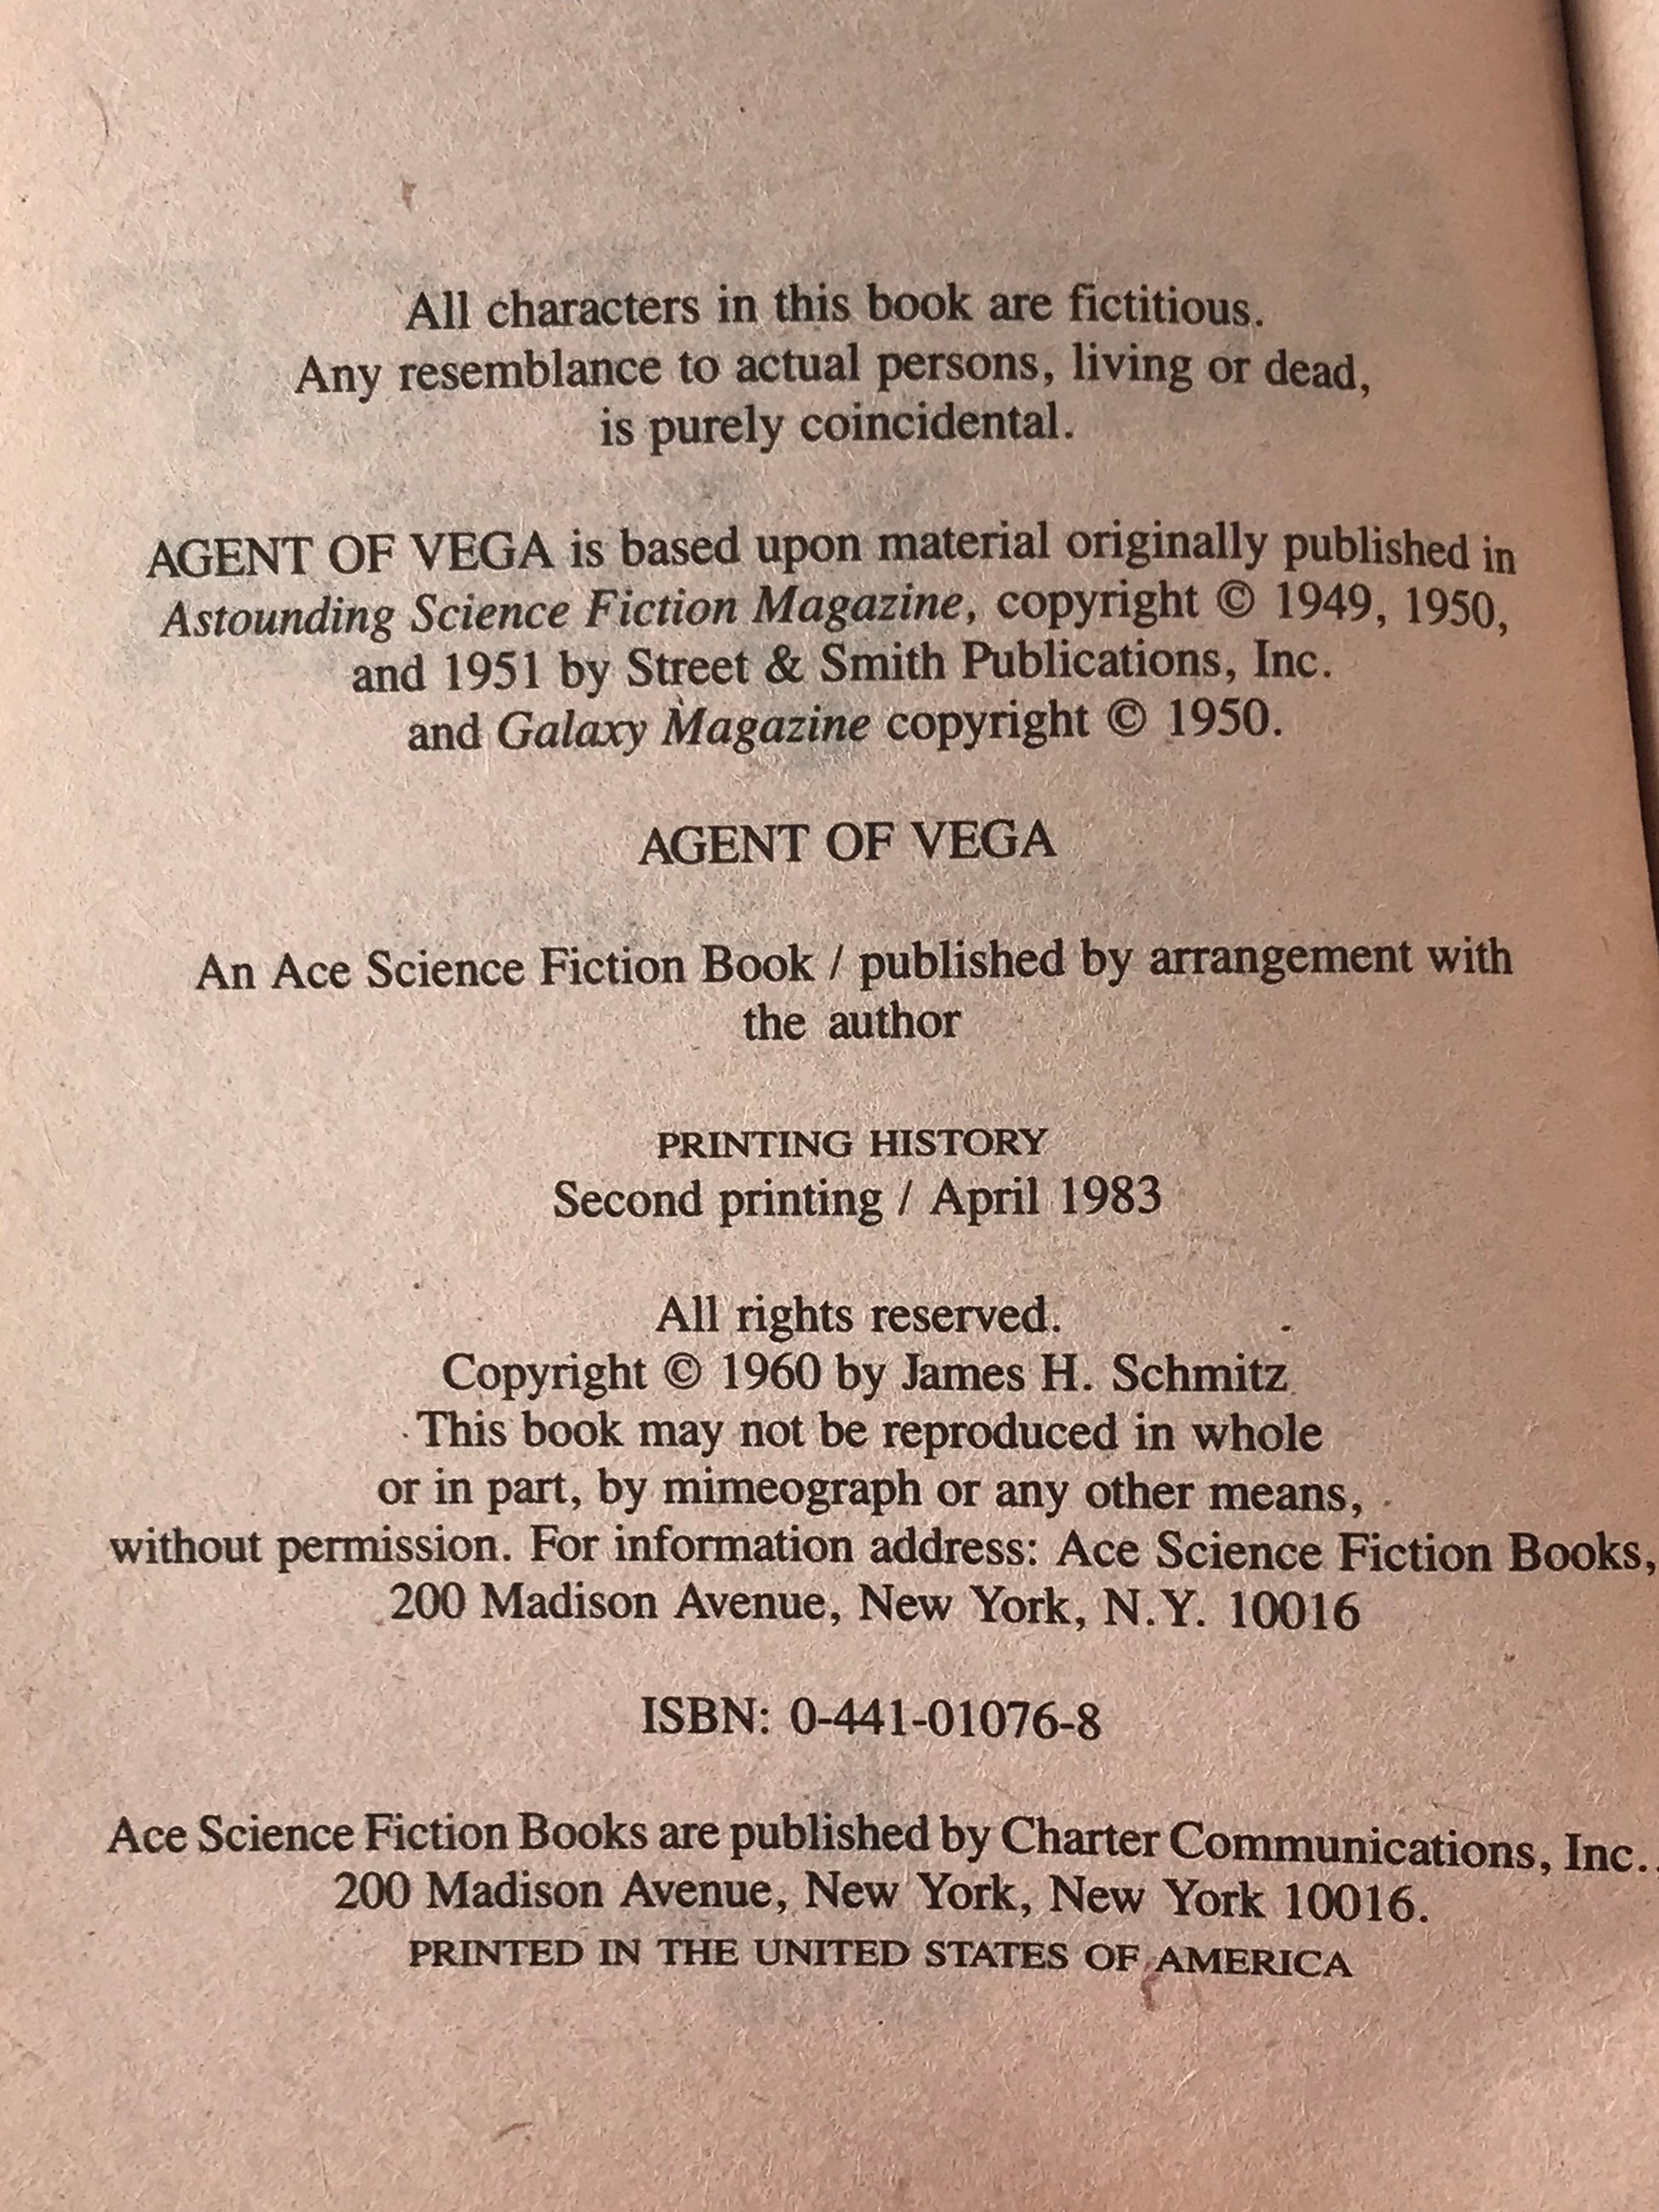 All characters in this book are fictitious.
Any resemblance to actual persons, living or dead,
is purely coincidental.
AGENT OF VEGA is based upon material originally published in
Astounding Science Fiction Magazine, copyright © 1949, 1950,
and 1951 by Street & Smith Publications, Inc.
and Galaxy Magazine copyright © 1950.
AGENT OF VEGA
An Ace Science Fiction Book / published by arrangement with
the author
PRINTING HISTORY
Second printing / April 1983
All rights reserved.
Copyright © 1960 by James H. Schmitz
This book may not be reproduced in whole
or in part, by mimeograph or any other means,
without permission. For information address: Ace Science Fiction Books,
200 Madison Avenue, New York, N.Y. 10016
ISBN: 0-441-01076-8
Ace Science Fiction Books are published by Charter Communications, Inc.,
200 Madison Avenue, New York, New York 10016.
PRINTED IN THE UNITED STATES OF AMERICA